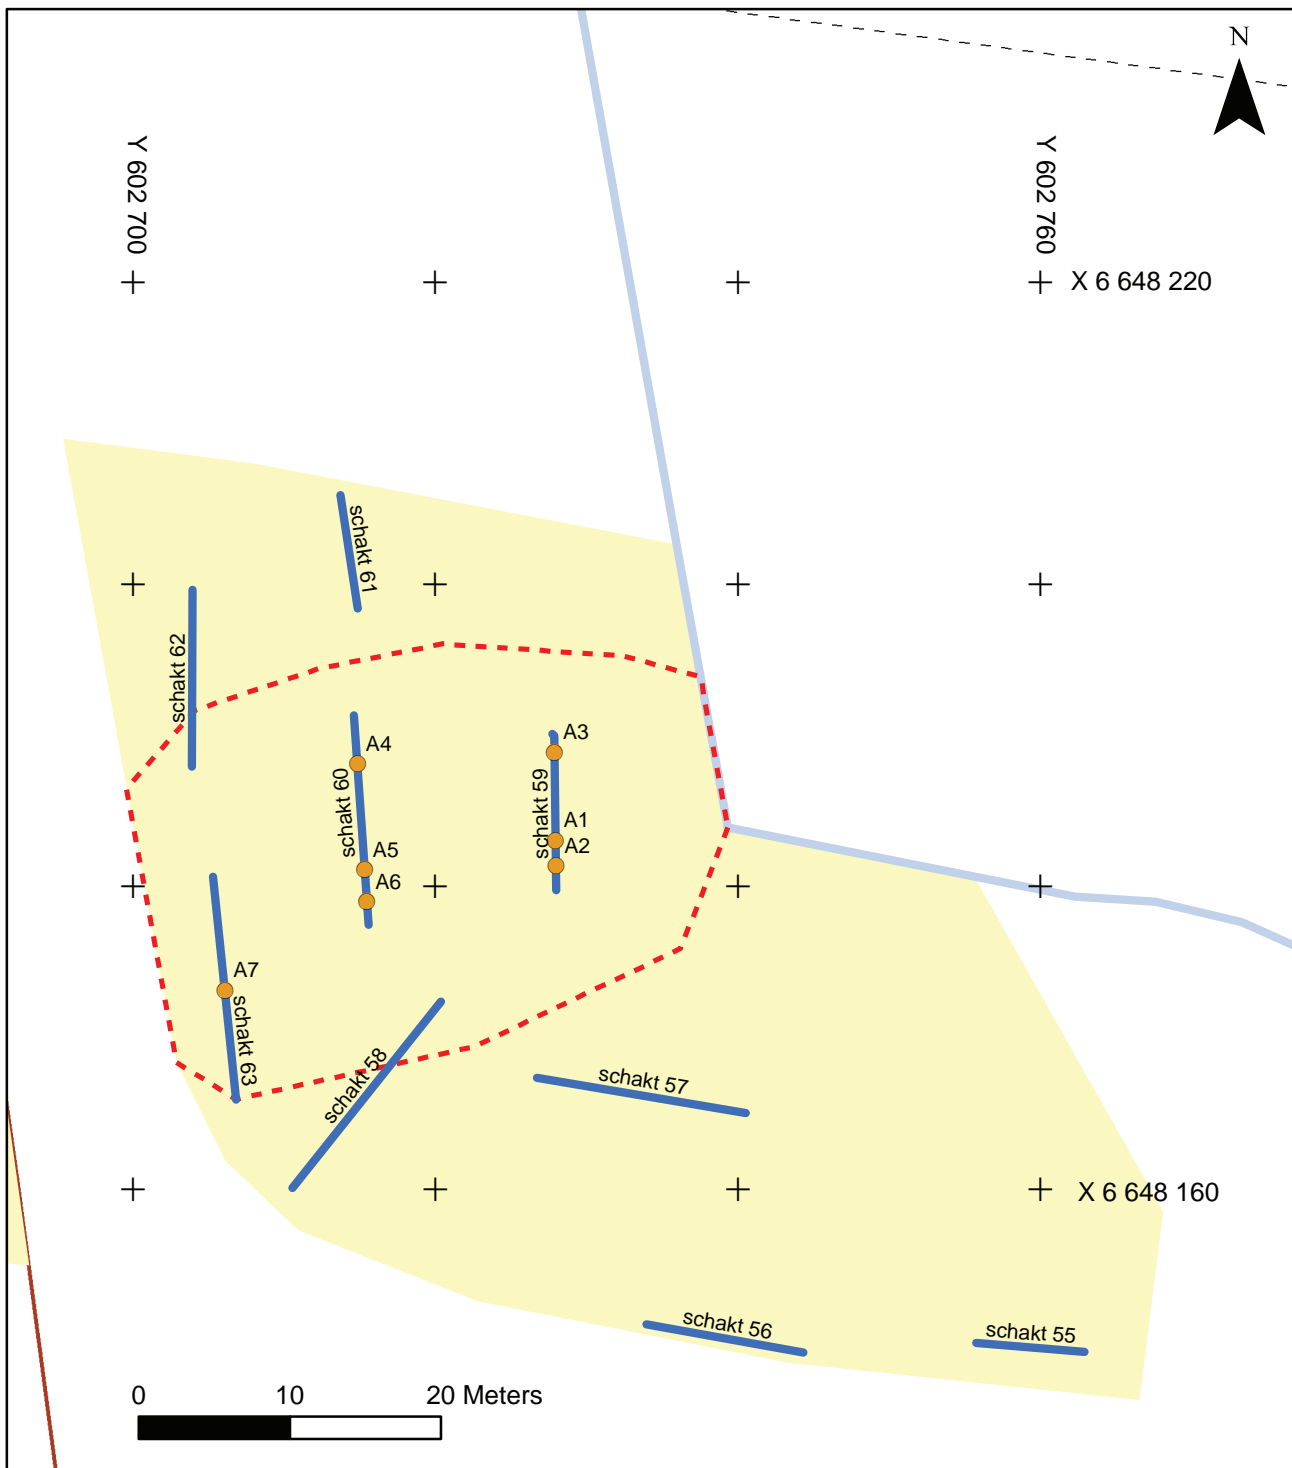 N
Y 602 700
Y 602 760
X 6 648 220
schakt 61
schakt 62
A3
A4
schakt 60
schakt 59
A1
A2
A5
A6
A7
schakt 63
schakt 58
schakt 57
X 6 648 160
schakt 56
schakt 55
0 10 20 Meters